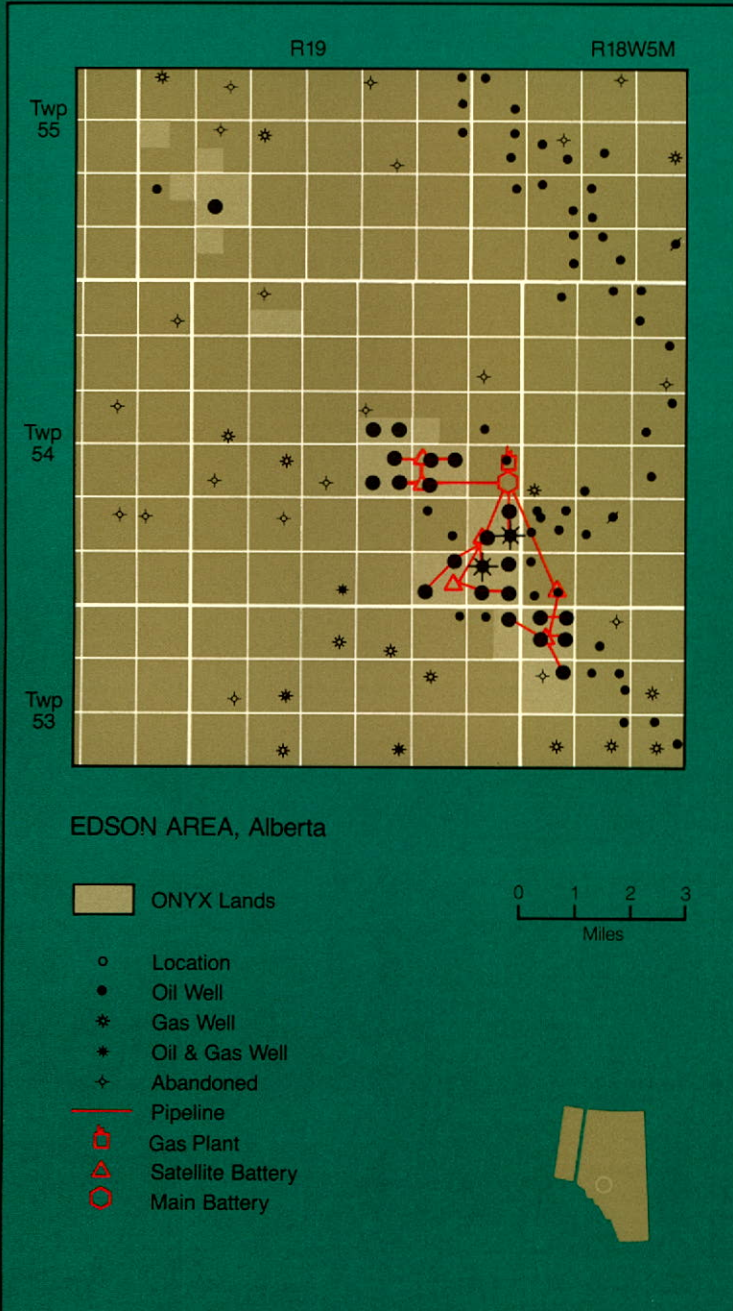 R19 R18W5M
Twp
55
Twp
54
Twp
53
EDSON AREA, Alberta
ONYX Lands
0 1 2 3
Miles
Location
Oil Well
Gas Well
Oil & Gas Well
Abandoned
Pipeline
Gas Plant
Satellite Battery
Main Battery